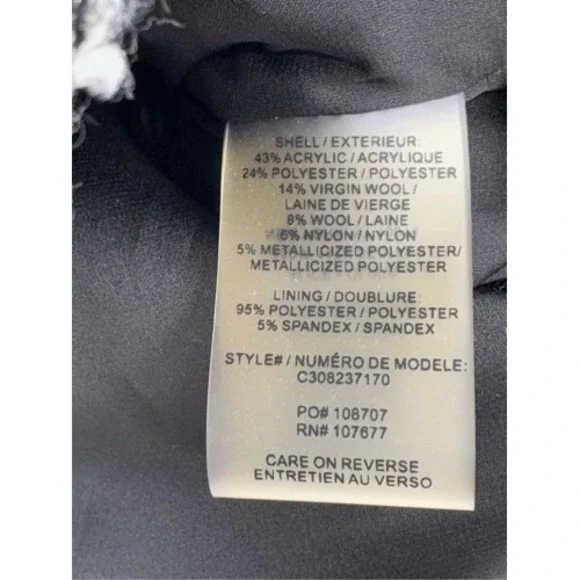 SHELL / EXTERIEUR:
43% ACRYLIC / ACRYLIQUE
24% POLYESTER / POLYESTER
14% VIRGIN WOOL /
LAINE DE VIERGE
8% WOOL / LAINE
6% NYLON / NYLON
5% METALLICIZED POLYESTER/
METALLICIZED POLYESTER
LINING / DOUBLURE:
95% POLYESTER / POLYESTER
5% SPANDEX / SPANDEX
STYLE# / NUMÉRO DE MODELE:
C308237170
PO# 108707
RN# 107677
CARE ON REVERSE
ENTRETIEN AU VERSO